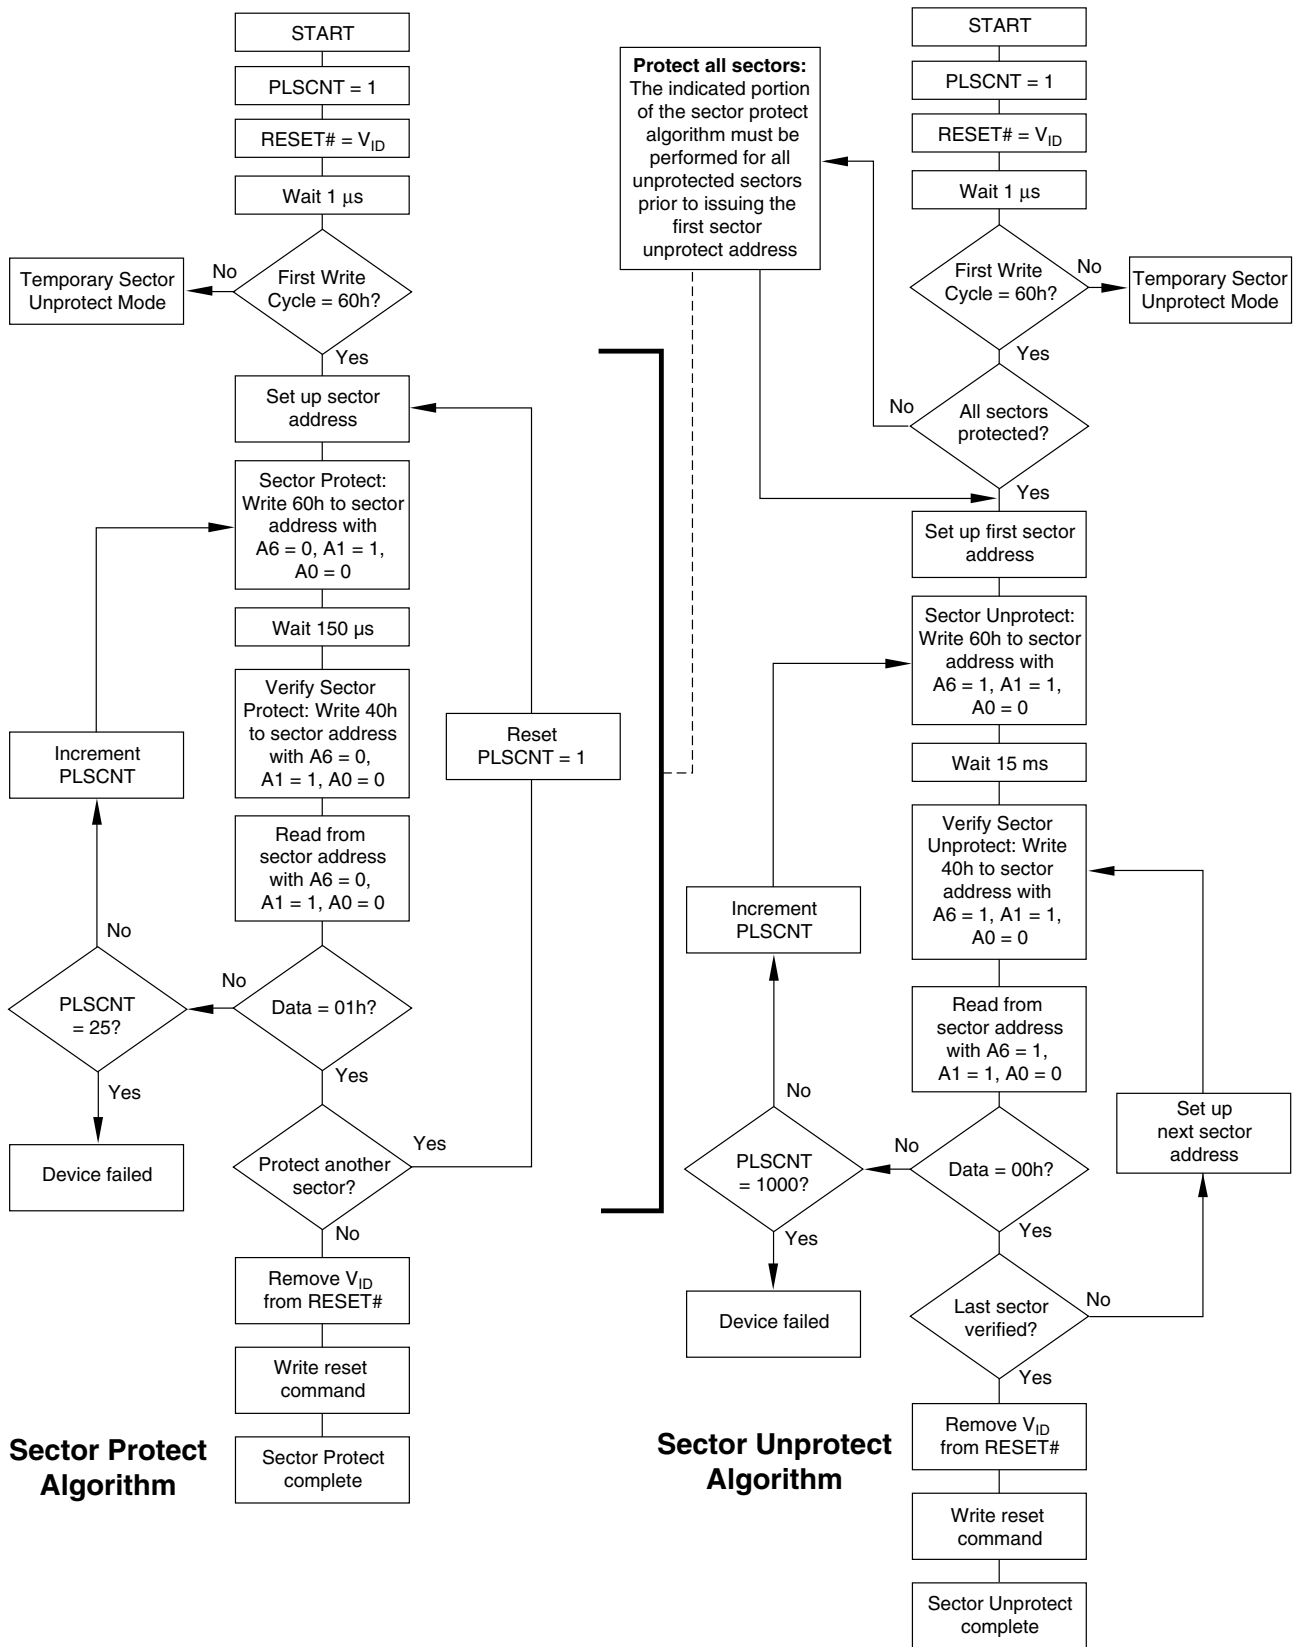 START
PLSCNT = 1
RESET# = VID
Wait 1 μs
First Write
Cycle = 60h?
No
Temporary Sector
Unprotect Mode
Yes
Set up sector
address
Sector Protect:
Write 60h to sector
address with
A6 = 0, A1 = 1,
A0 = 0
Wait 150 µs
Verify Sector
Protect: Write 40h
to sector address
with A6 = 0,
A1 = 1, A0 = 0
Reset
PLSCNT = 1
Increment
PLSCNT
Read from
sector address
with A6 = 0,
A1 = 1, A0 = 0
No
PLSCNT
= 25?
No
Data = 01h?
Yes
Yes
Device failed
Protect another
sector?
Yes
No
Remove VID
from RESET#
Write reset
command
Sector Protect
complete
Sector Protect
Algorithm
Protect all sectors:
The indicated portion
of the sector protect
algorithm must be
performed for all
unprotected sectors
prior to issuing the
first sector
unprotect address
START
PLSCNT = 1
RESET# = VID
Wait 1 μs
First Write
Cycle = 60h?
No
Temporary Sector
Unprotect Mode
Yes
No
All sectors
protected?
Yes
Set up first sector
address
Sector Unprotect:
Write 60h to sector
address with
A6 = 1, A1 = 1,
A0 = 0
Wait 15 ms
Verify Sector
Unprotect: Write
40h to sector
address with
A6 = 1, A1 = 1,
A0 = 0
Increment
PLSCNT
Read from
sector address
with A6 = 1,
A1 = 1, A0 = 0
No
Set up
next sector
address
PLSCNT
= 1000?
No
Data = 00h?
Yes
Yes
Device failed
Last sector
verified?
No
Yes
Remove VID
from RESET#
Write reset
command
Sector Unprotect
complete
Sector Unprotect
Algorithm